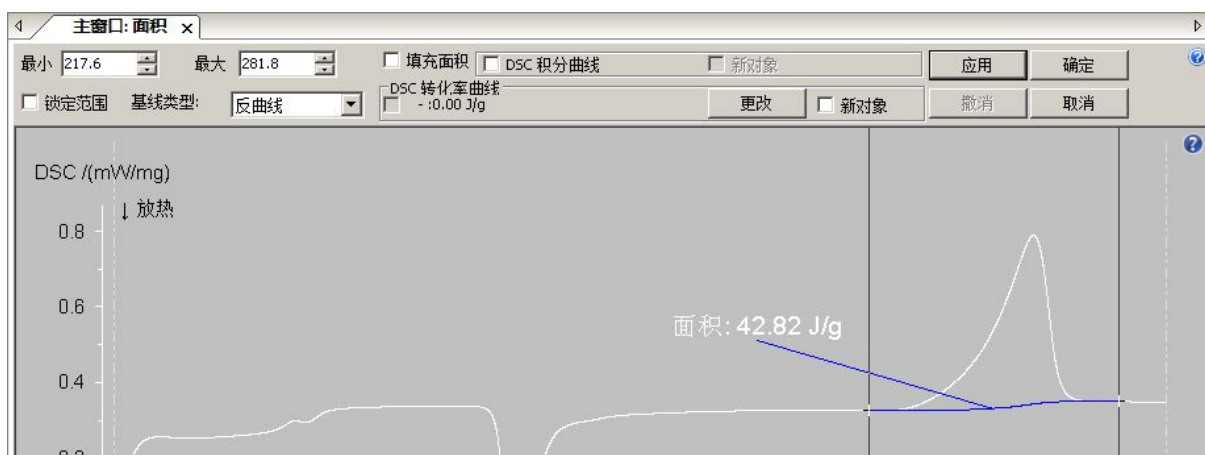 主窗口: 面积
最小 217.6 最大 281.8 填充面积 DSC 积分曲线 新对象 应用 确定
锁定范围 基线类型: 反曲线 DSC 转化率曲线 - :0.00 J/g 更改 新对象 撤消 取消
DSC /(mW/mg)
↓ 放热
0.8
0.6
面积: 42.82 J/g
0.4